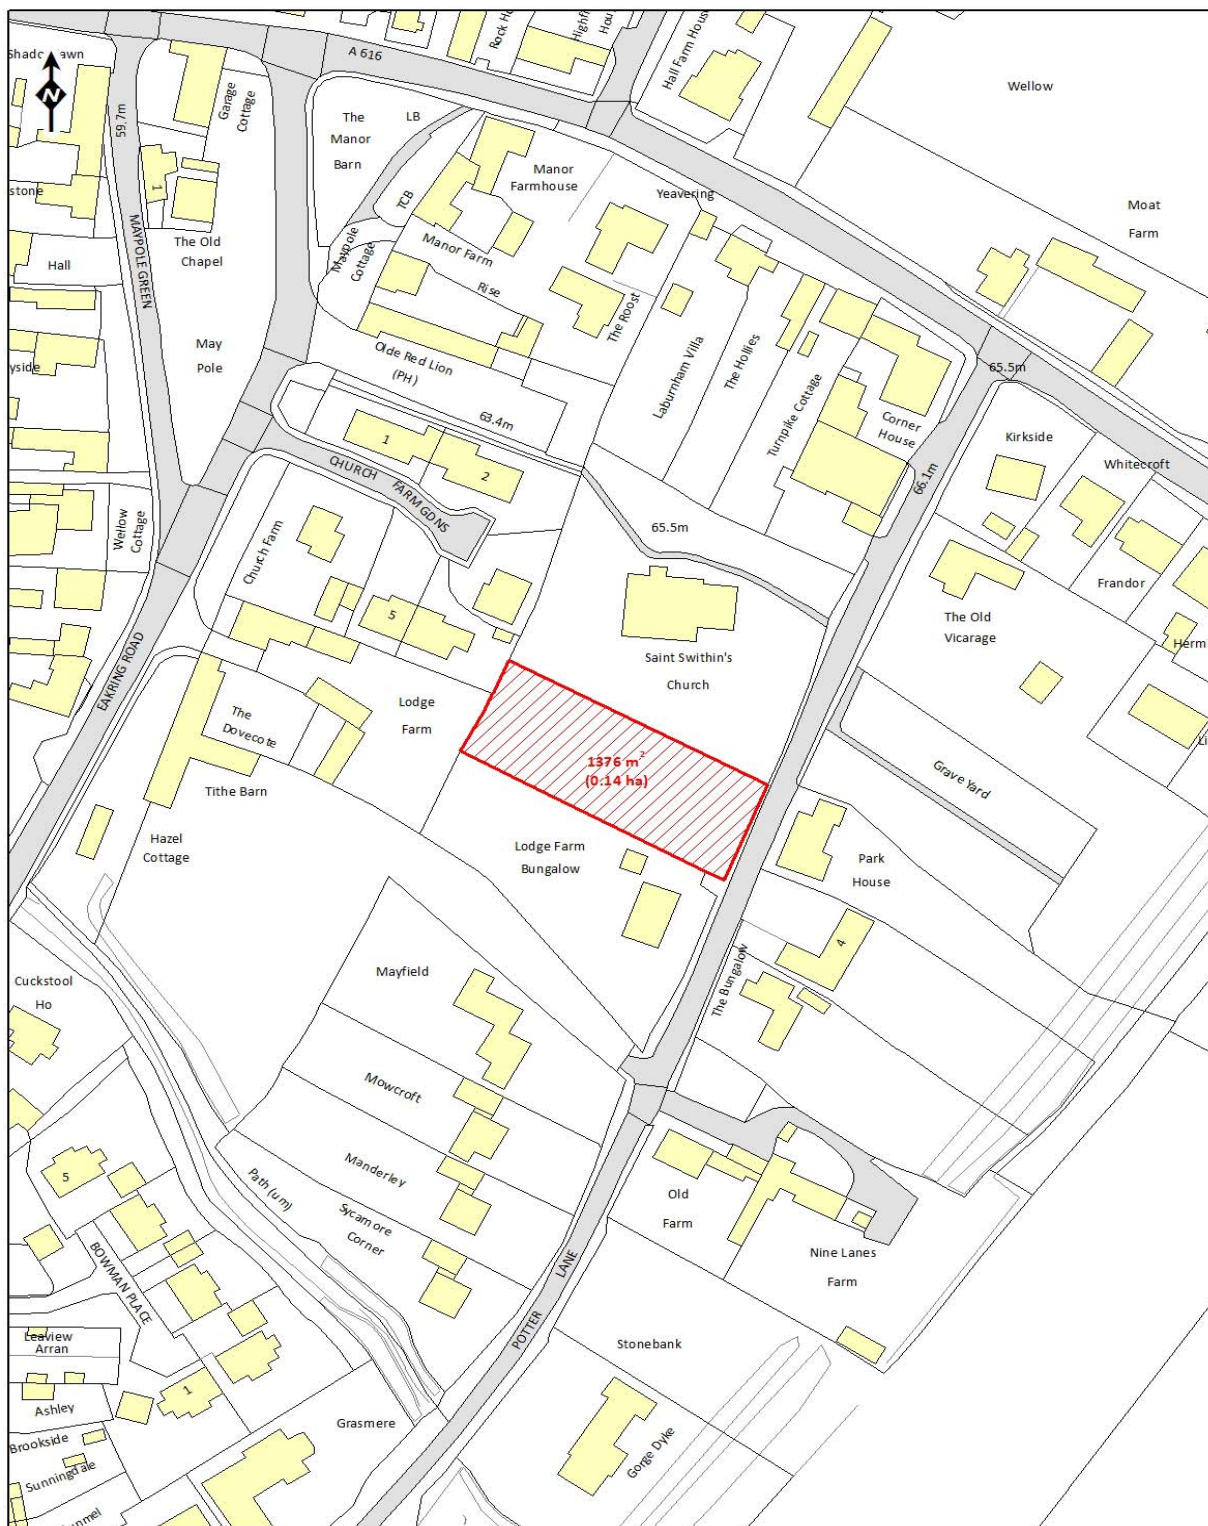 Rock
A 616
Hall Farm House
Wellow
N
59.7m
Garage
Cottage
The
Manor
Barn
LB
TCB
Manor
Farmhouse
Yeavering
Moat
Farm
1
MAYPOLE GREEN
The Old
Chapel
Hall
Maypole
Cottage
Manor Farm
Rise
The Roost
May
Pole
Olde Red Lion
(PH)
63.4m
Laburnham Villa
The Hollies
Turnpike Cottage
Corner
House
65.5m
66.1m
Kirkside
Whitecroft
1
2
CHURCH FARM GDNS
Wellow
Cottage
Church Farm
65.5m
5
Frandor
The Old
Vicarage
Herm
Saint Swithin's
Church
EAKRING ROAD
Lodge
Farm
The
Dovecote
Tithe Barn
1376 m²
(0.14 ha)
Grave Yard
Li
Hazel
Cottage
Lodge Farm
Bungalow
Park
House
4
The Bungalow
Cuckstool
Ho
Mayfield
Mowcroft
Manderley
Path (um)
Sycamore
Corner
5
Old
Farm
Nine Lanes
Farm
BOWMAN PLACE
POTTER LANE
Leaview
Arran
Stonebank
1
Ashley
Grasmere
Brookside
Sunningdale
Gorge Dyke